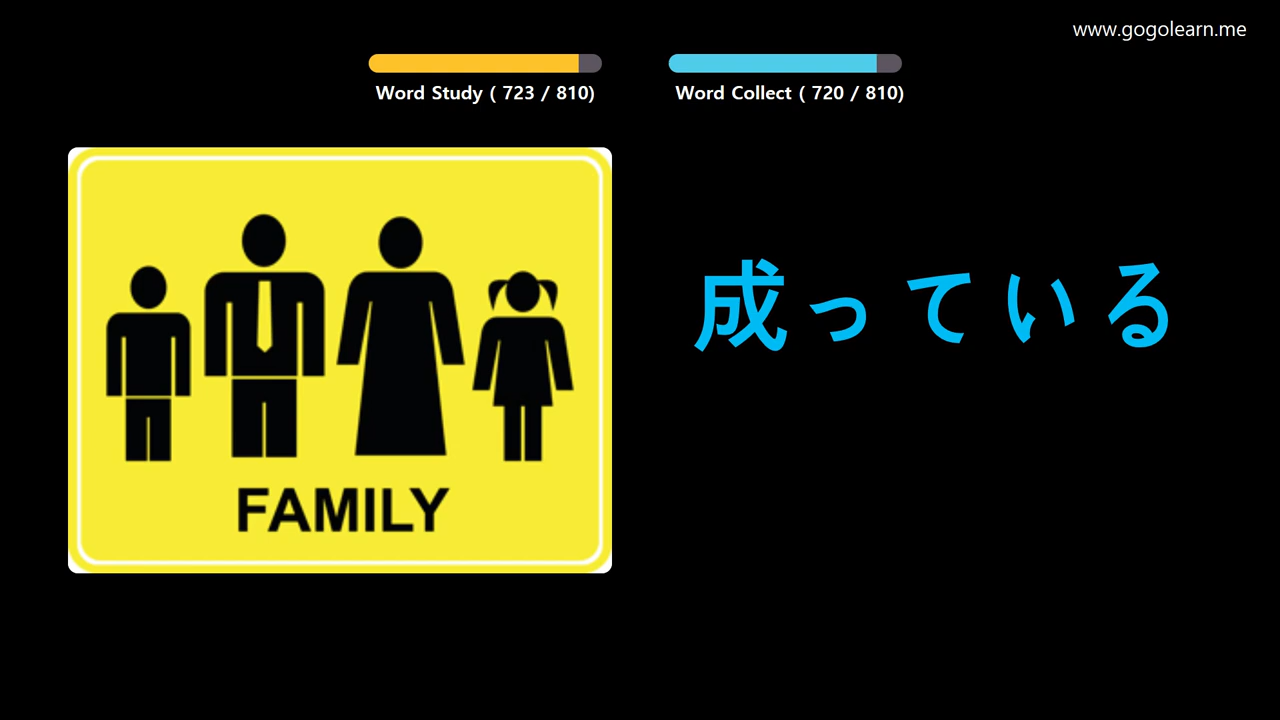 www.gogolearn.me
Word Study ( 723 / 810)
Word Collect ( 720 / 810)
成っている
FAMILY